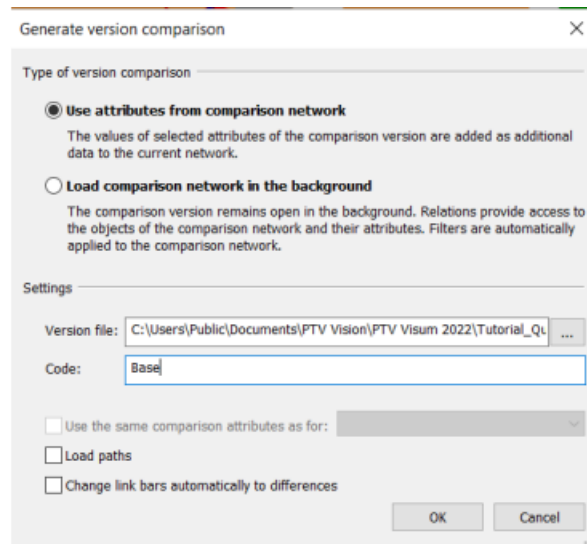 Generate version comparison
Type of version comparison
Use attributes from comparison network
The values of selected attributes of the comparison version are added as additional
data to the current network.
Load comparison network in the background
The comparison version remains open in the background. Relations provide access to
the objects of the comparison network and their attributes. Filters are automatically
applied to the comparison network.
Settings
Version file: C:\Users\Public\Documents\PTV Vision\PTV Visum 2022\Tutorial_Qu ...
Code: Base
Use the same comparison attributes as for:
Load paths
Change link bars automatically to differences
OK Cancel